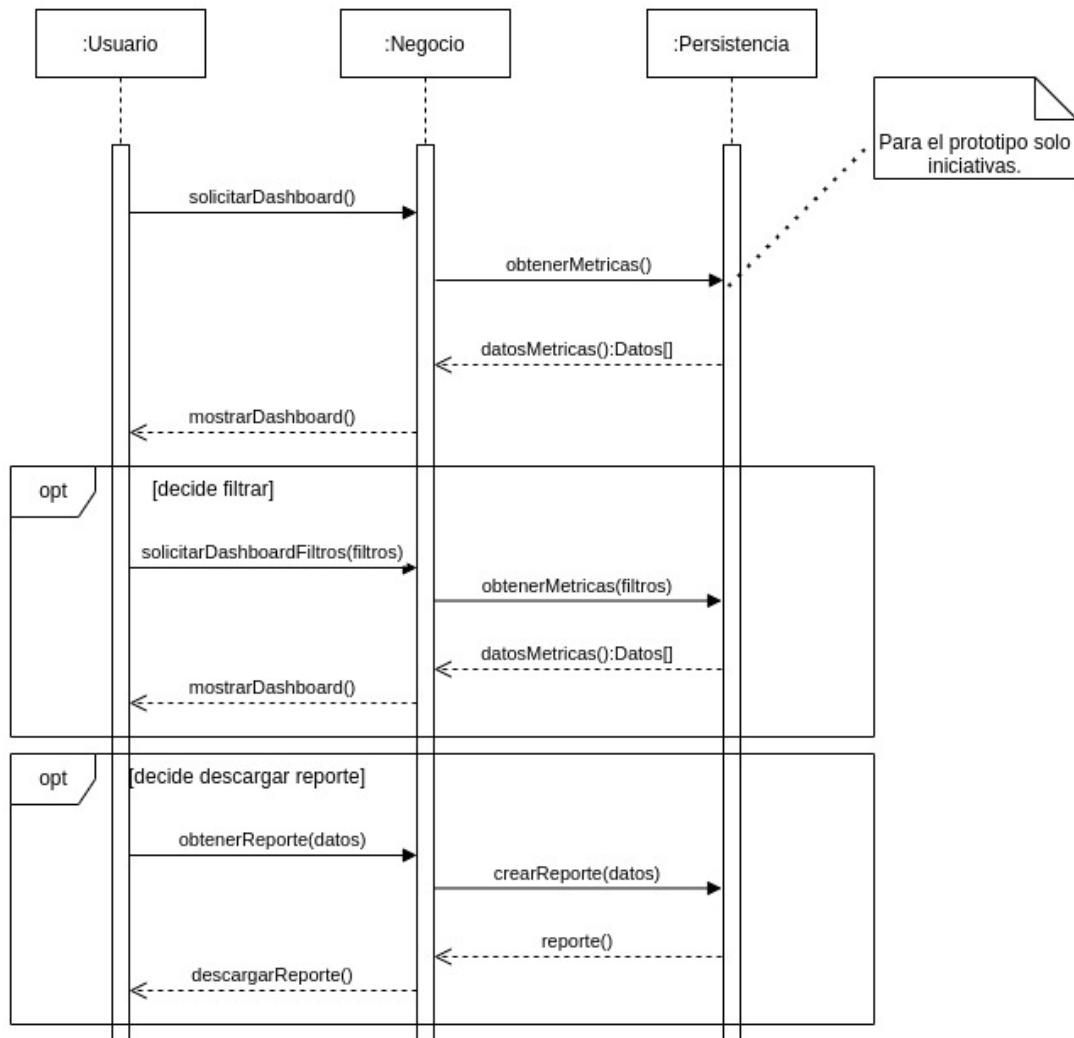 :Usuario
:Negocio
:Persistencia
Para el prototipo solo
iniciativas.
solicitarDashboard()
obtenerMetricas()
datosMetricas():Datos[]
mostrarDashboard()
opt
[decide filtrar]
solicitarDashboardFiltros(filtros)
obtenerMetricas(filtros)
datosMetricas():Datos[]
mostrarDashboard()
opt
[decide descargar reporte]
obtenerReporte(datos)
crearReporte(datos)
reporte()
descargarReporte()